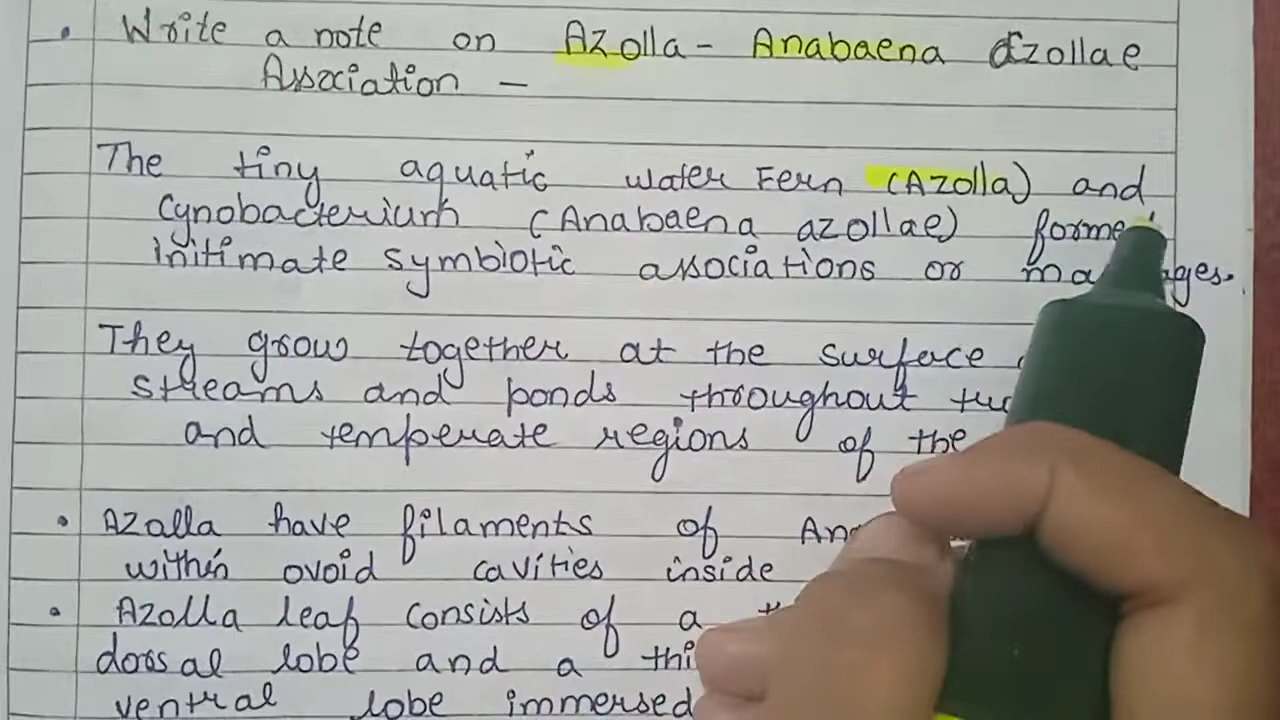 Write a note on Azolla - Anabaena azollae
Association -
The tiny aquatic water Fern (Azolla) and
Cynobacterium (Anabaena azollae)
initimate symbiotic associations or
They grow together at the surface
streams and ponds throughout
and temperate regions of the
Azalla have filaments of
within ovoid cavities inside
Azolla leaf consists of a
dorsal lobe and a
ventral lobe immersed